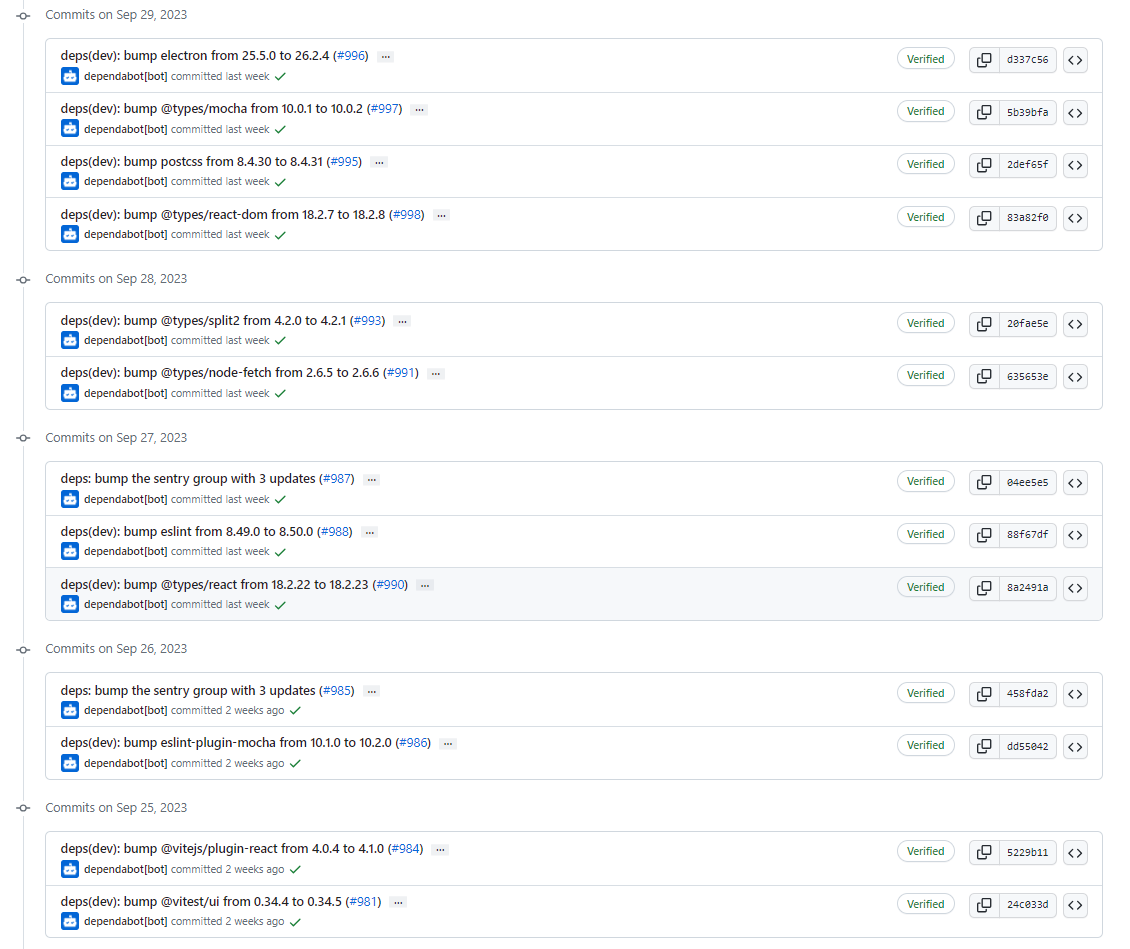 Commits on Sep 29, 2023
deps(dev): bump electron from 25.5.0 to 26.2.4 (#996) ...
Verified
d337c56
dependabot[bot] committed last week
deps(dev): bump @types/mocha from 10.0.1 to 10.0.2 (#997) ...
Verified
5b39bfa
dependabot[bot] committed last week
deps(dev): bump postcss from 8.4.30 to 8.4.31 (#995) ...
Verified
2def65f
dependabot[bot] committed last week
deps(dev): bump @types/react-dom from 18.2.7 to 18.2.8 (#998) ...
Verified
83a82f0
dependabot[bot] committed last week
Commits on Sep 28, 2023
deps(dev): bump @types/split2 from 4.2.0 to 4.2.1 (#993) ...
Verified
20fae5e
dependabot[bot] committed last week
deps(dev): bump @types/node-fetch from 2.6.5 to 2.6.6 (#991) ...
Verified
635653e
dependabot[bot] committed last week
Commits on Sep 27, 2023
deps: bump the sentry group with 3 updates (#987) ...
Verified
04ee5e5
dependabot[bot] committed last week
deps(dev): bump eslint from 8.49.0 to 8.50.0 (#988) ...
Verified
88f67df
dependabot[bot] committed last week
deps(dev): bump @types/react from 18.2.22 to 18.2.23 (#990) ...
Verified
8a2491a
dependabot[bot] committed last week
Commits on Sep 26, 2023
deps: bump the sentry group with 3 updates (#985) ...
Verified
458fda2
dependabot[bot] committed 2 weeks ago
deps(dev): bump eslint-plugin-mocha from 10.1.0 to 10.2.0 (#986) ...
Verified
dd55042
dependabot[bot] committed 2 weeks ago
Commits on Sep 25, 2023
deps(dev): bump @vitejs/plugin-react from 4.0.4 to 4.1.0 (#984) ...
Verified
5229b11
dependabot[bot] committed 2 weeks ago
deps(dev): bump @vitest/ui from 0.34.4 to 0.34.5 (#981) ...
Verified
24c033d
dependabot[bot] committed 2 weeks ago